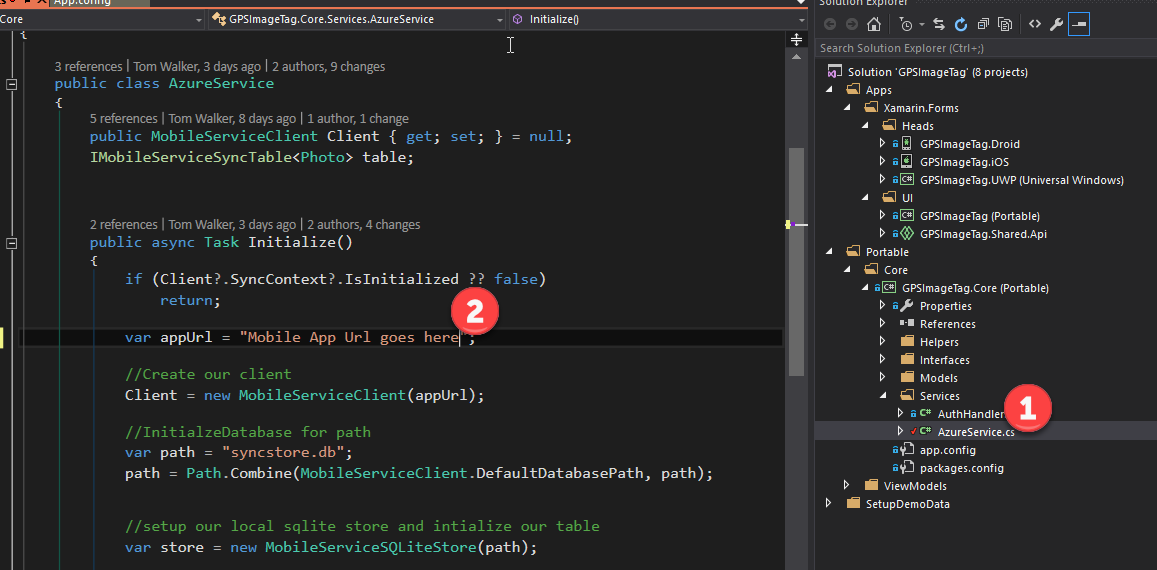 App.config
Core
GPSImageTag.Core.Services.AzureService
Initialize()
{
3 references | Tom Walker, 3 days ago | 2 authors, 9 changes
public class AzureService
{
5 references | Tom Walker, 8 days ago | 1 author, 1 change
public MobileServiceClient Client { get; set; } = null;
IMobileServiceSyncTable<Photo> table;
2 references | Tom Walker, 3 days ago | 2 authors, 4 changes
public async Task Initialize()
{
if (Client?.SyncContext?.IsInitialized ?? false)
return;
2
var appUrl = "Mobile App Url goes here";
//Create our client
Client = new MobileServiceClient(appUrl);
//InitialzeDatabase for path
var path = "syncstore.db";
path = Path.Combine(MobileServiceClient.DefaultDatabasePath, path);
//setup our local sqlite store and intialize our table
var store = new MobileServiceSQLiteStore(path);
Solution Explorer
Search Solution Explorer (Ctrl+;)
Solution 'GPSImageTag' (8 projects)
Apps
Xamarin.Forms
Heads
GPSImageTag.Droid
GPSImageTag.iOS
C# GPSImageTag.UWP (Universal Windows)
UI
C# GPSImageTag (Portable)
GPSImageTag.Shared.Api
Portable
Core
C# GPSImageTag.Core (Portable)
Properties
References
Helpers
Interfaces
Models
Services
C# AuthHandler
1
C# AzureService.cs
app.config
packages.config
ViewModels
SetupDemoData